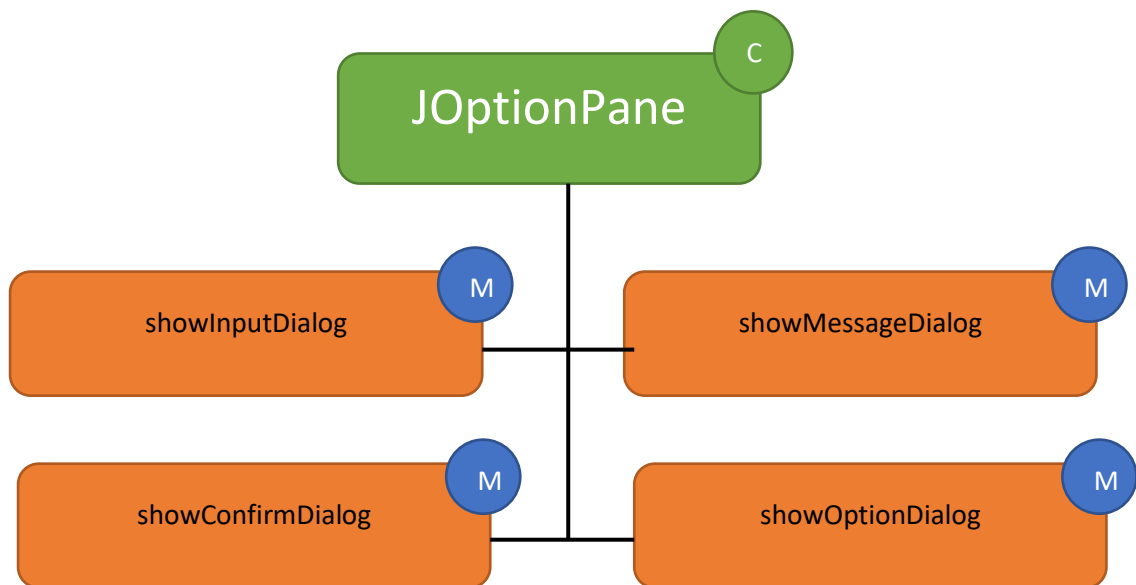 C
JOptionPane
M
showInputDialog
M
showMessageDialog
M
showConfirmDialog
M
showOptionDialog